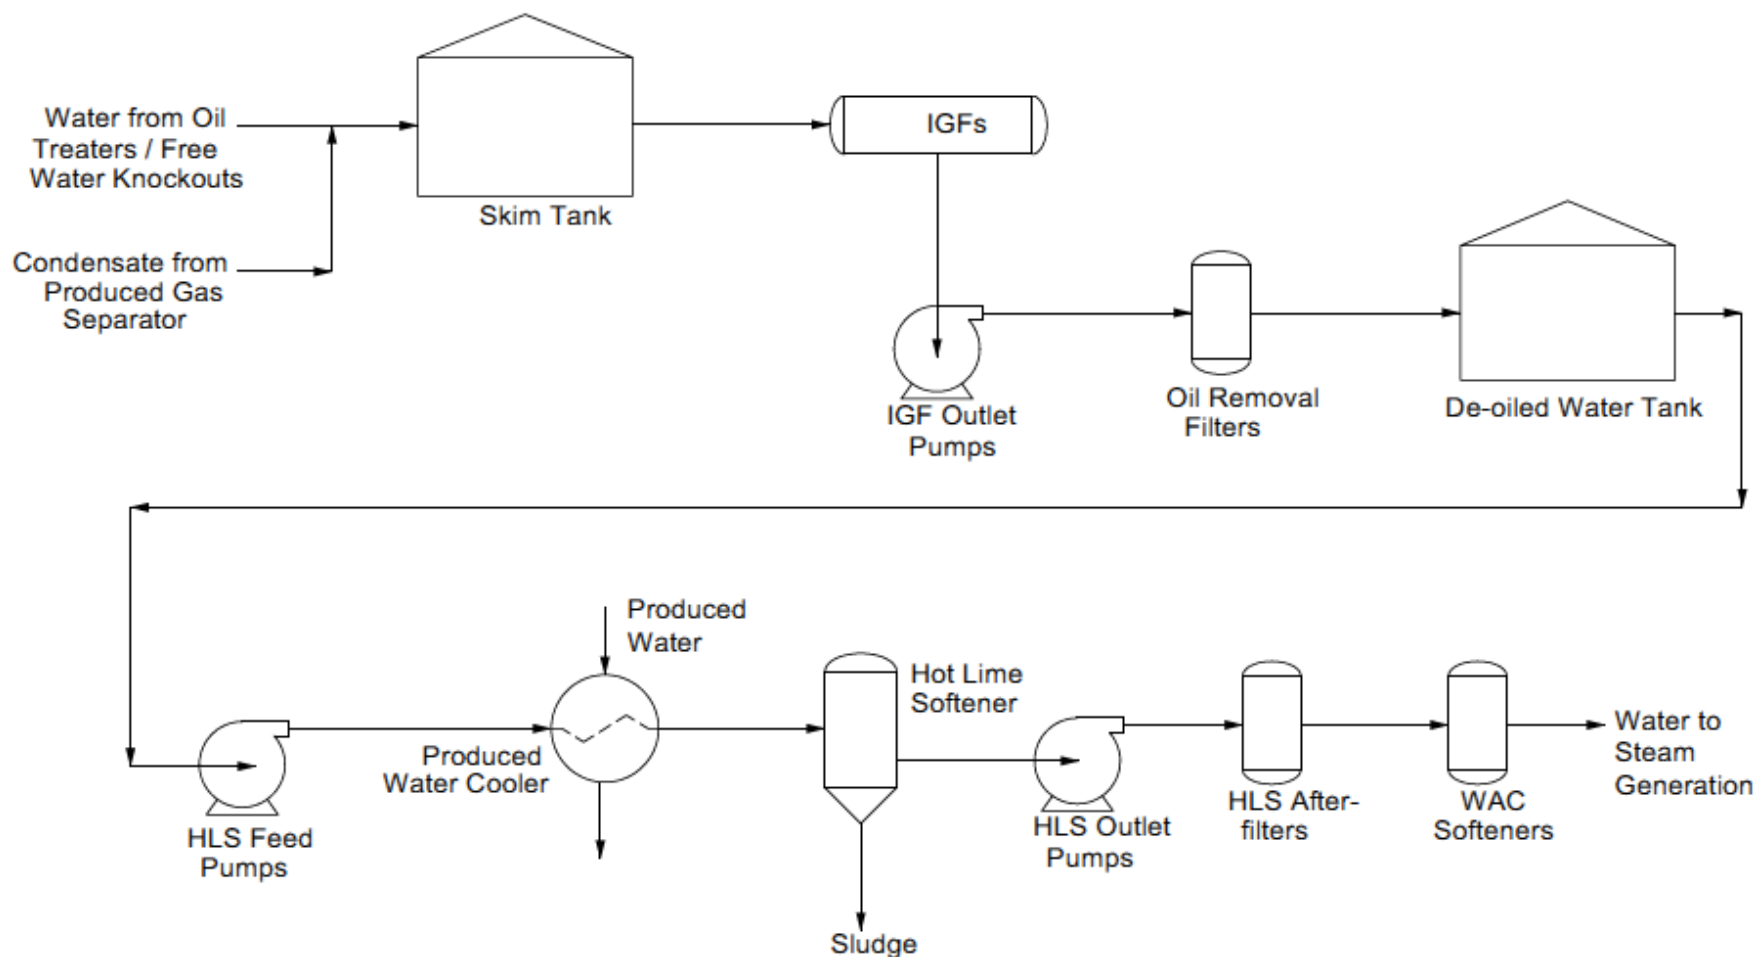 Water from Oil
Treaters / Free
Water Knockouts
IGFs
Skim Tank
Condensate from
Produced Gas
Separator
IGF Outlet
Pumps
Oil Removal
Filters
De-oiled Water Tank
Produced
Water
Produced
Water Cooler
HLS Feed
Pumps
Hot Lime
Softener
Sludge
HLS Outlet
Pumps
HLS After-
filters
WAC
Softeners
Water to
Steam
Generation